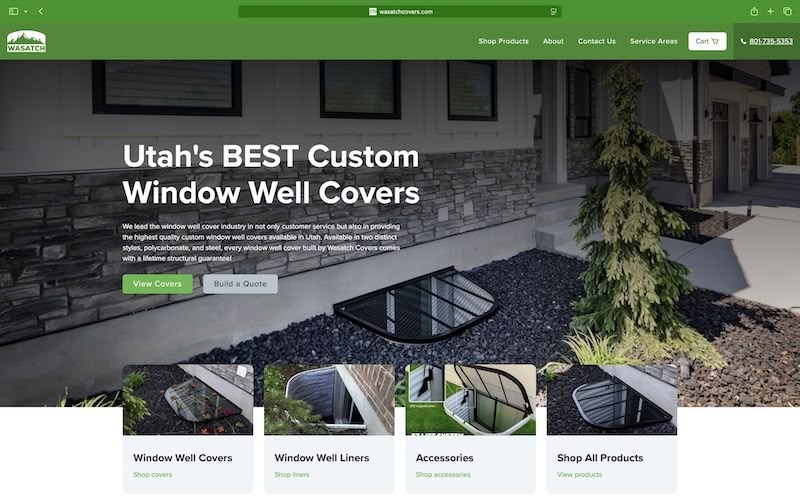 wasatchcovers.com
WASATCH
Shop Products About Contact Us Service Areas Cart 801-735-5353
Utah's BEST Custom
Window Well Covers
We lead the window well cover industry in not only customer service but also in providing
the highest quality custom window well covers available in Utah. Available in two distinct
styles, polycarbonate, and steel, every window well cover built by Wasatch Covers comes
with a lifetime structural guarantee!
View Covers Build a Quote
Window Well Covers
Shop covers
Window Well Liners
Shop liners
Accessories
Shop accessories
Shop All Products
View products